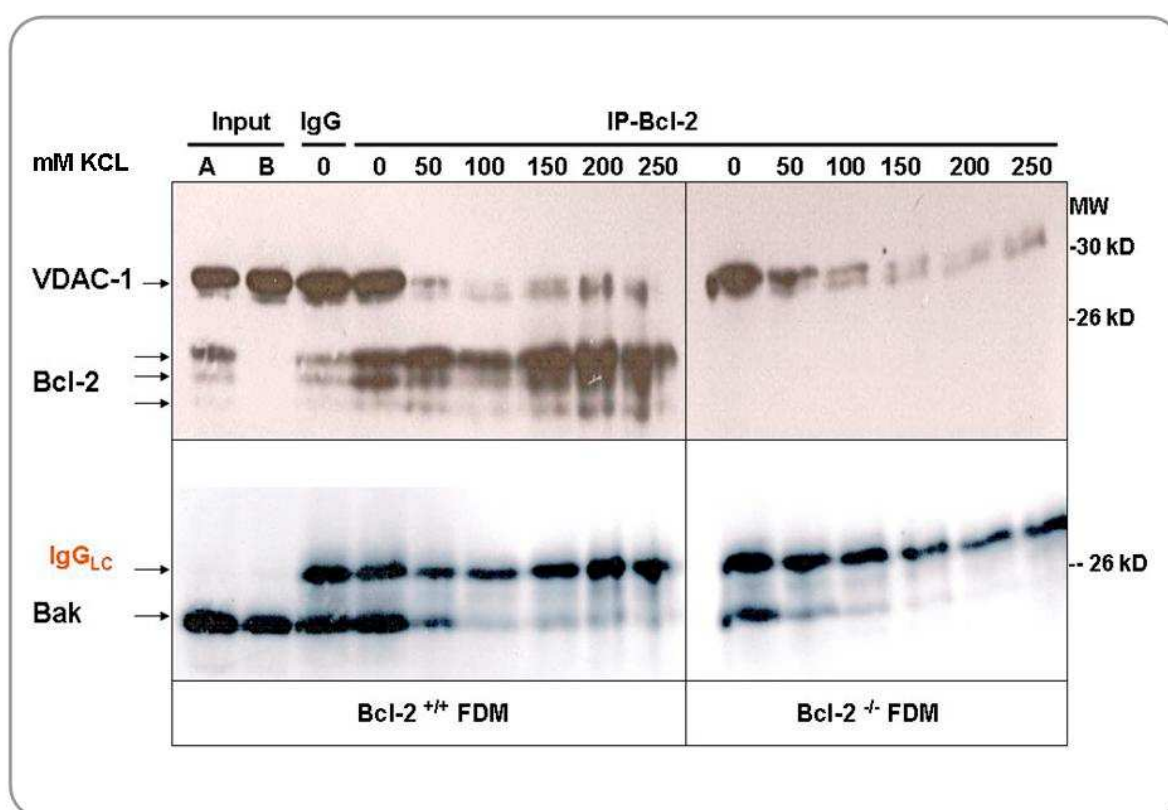 Input IgG IP-Bcl-2
mM KCL A B 0 0 50 100 150 200 250 0 50 100 150 200 250
MW
-30 kD
VDAC-1
-26 kD
Bcl-2
IgGLC
-- 26 kD
Bak
Bcl-2 +/+ FDM Bcl-2 -/- FDM